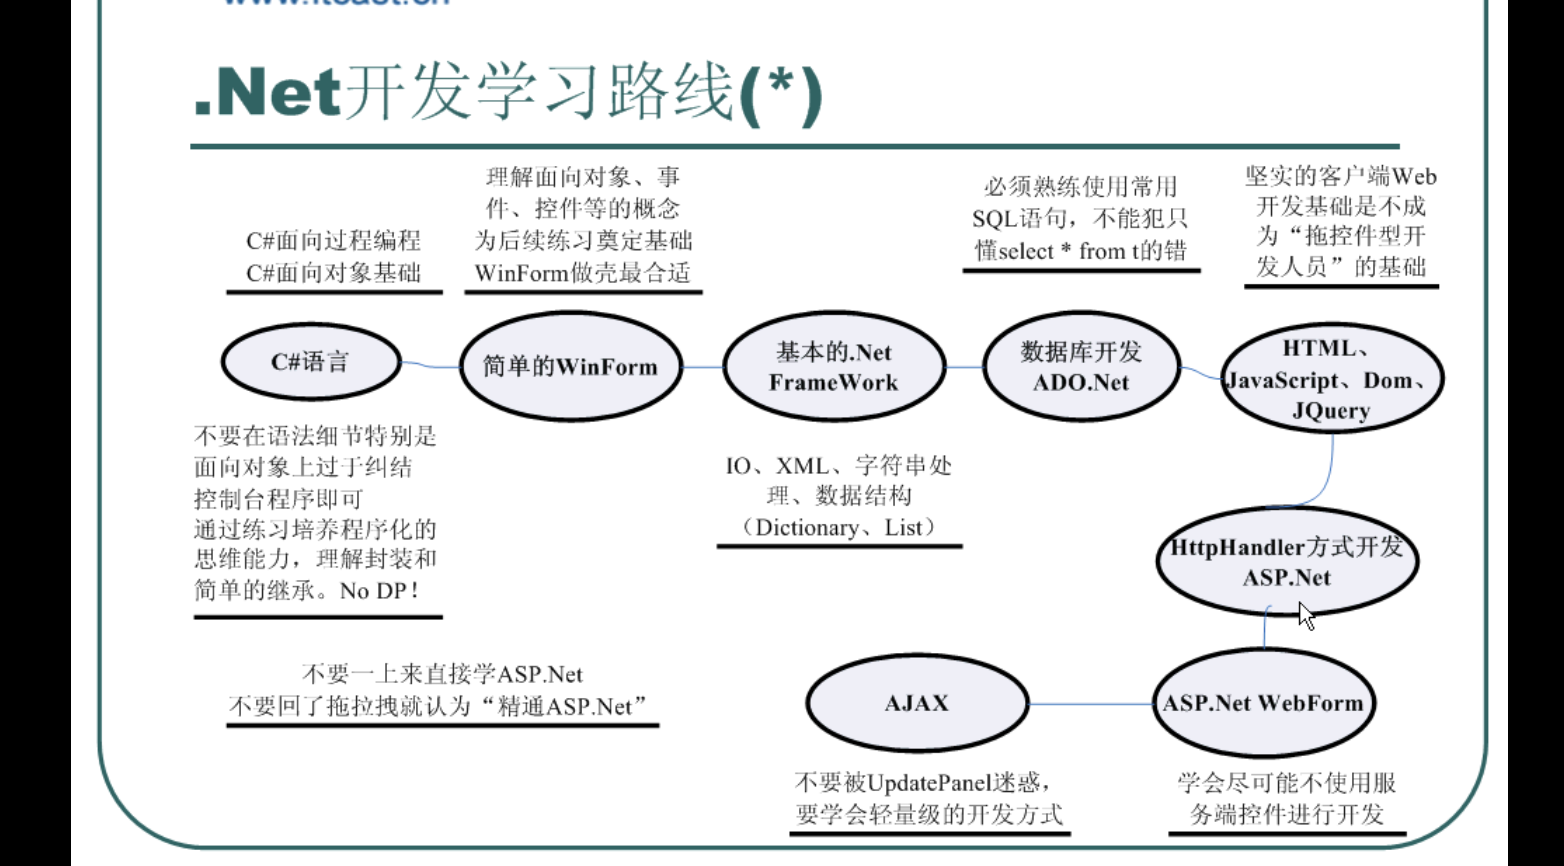 www.itcast.cn
.Net开发学习路线(*)
C#面向过程编程
C#面向对象基础
理解面向对象、事
件、控件等的概念
为后续练习奠定基础
WinForm做壳最合适
必须熟练使用常用
SQL语句，不能犯只
懂select * from t的错
坚实的客户端Web
开发基础是不成
为“拖控件型开
发人员”的基础
C#语言
简单的WinForm
基本的.Net
FrameWork
数据库开发
ADO.Net
HTML、
JavaScript、Dom、
JQuery
不要在语法细节特别是
面向对象上过于纠结
控制台程序即可
通过练习培养程序化的
思维能力，理解封装和
简单的继承。No DP！
IO、XML、字符串处
理、数据结构
（Dictionary、List）
HttpHandler方式开发
ASP.Net
不要一上来直接学ASP.Net
不要回了拖拉拽就认为“精通ASP.Net”
AJAX
ASP.Net WebForm
不要被UpdatePanel迷惑，
要学会轻量级的开发方式
学会尽可能不使用服
务端控件进行开发